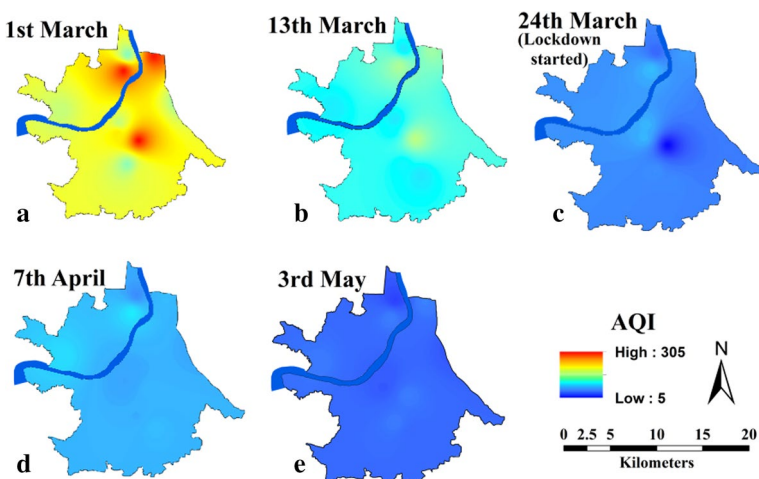 1st March
a
13th March
b
24th March
(Lockdown
started)
c
7th April
d
3rd May
e
AQI
High : 305
Low : 5
N
0 2.5 5 10 15 20
Kilometers